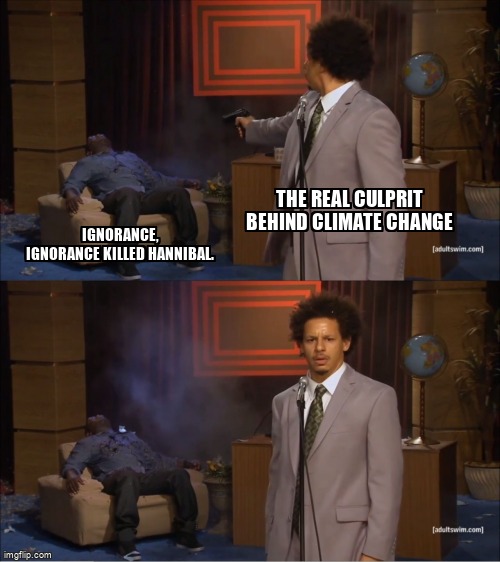 THE REAL CULPRIT
BEHIND CLIMATE CHANGE
IGNORANCE,
IGNORANCE KILLED HANNIBAL.
[adultswim.com]
[adultswim.com]
imgflip.com